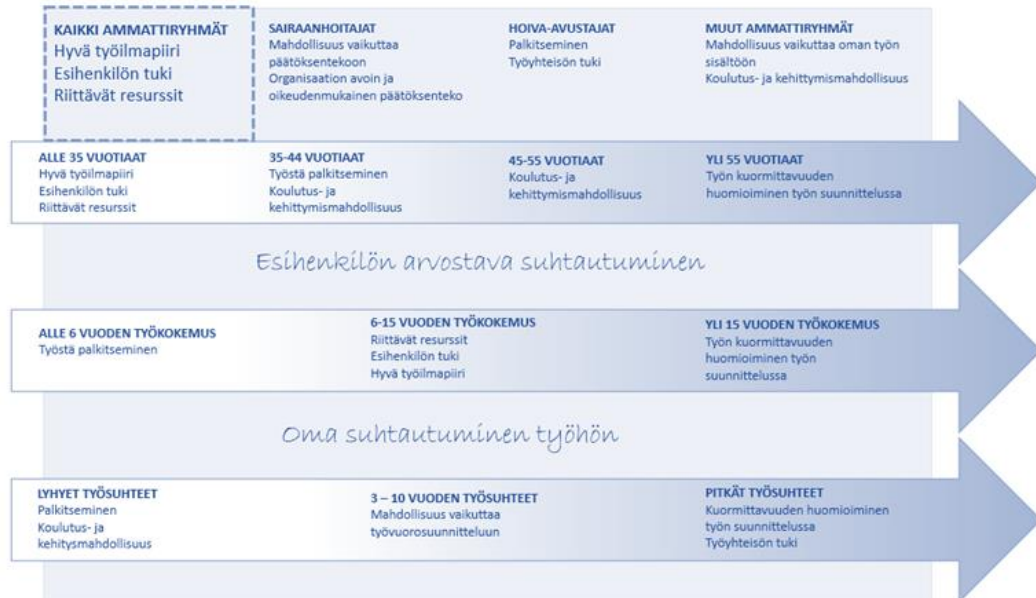 KAIKKI AMMATTIRYHMÄT
Hyvä työilmapiiri
Esihenkilön tuki
Riittävät resurssit
SAIRAANHOITAJAT
Mahdollisuus vaikuttaa
päätöksentekoon
Organisaation avoin ja
oikeudenmukainen päätöksenteko
HOIVA-AVUSTAJAT
Palkitseminen
Työyhteisön tuki
MUUT AMMATTIRYHMÄT
Mahdollisuus vaikuttaa oman työn
sisältöön
Koulutus- ja kehittymismahdollisuus
ALLE 35 VUOTIAAT
Hyvä työilmapiiri
Esihenkilön tuki
Riittävät resurssit
35-44 VUOTIAAT
Työstä palkitseminen
Koulutus- ja
kehittymismahdollisuus
45-55 VUOTIAAT
Koulutus- ja
kehittymismahdollisuus
YLI 55 VUOTIAAT
Työn kuormittavuuden
huomioiminen työn suunnittelussa
Esihenkilön arvostava suhtautuminen
ALLE 6 VUODEN TYÖKOKEMUS
Työstä palkitseminen
6-15 VUODEN TYÖKOKEMUS
Riittävät resurssit
Esihenkilön tuki
Hyvä työilmapiiri
YLI 15 VUODEN TYÖKOKEMUS
Työn kuormittavuuden
huomioiminen työn
suunnittelussa
Oma suhtautuminen työhön
LYHYET TYÖSUHTEET
Palkitseminen
Koulutus- ja
kehitysmahdollisuus
3 – 10 VUODEN TYÖSUHTEET
Mahdollisuus vaikuttaa
työvuorosuunnitteluun
PITKÄT TYÖSUHTEET
Kuormittavuuden huomioiminen
työn suunnittelussa
Työyhteisön tuki